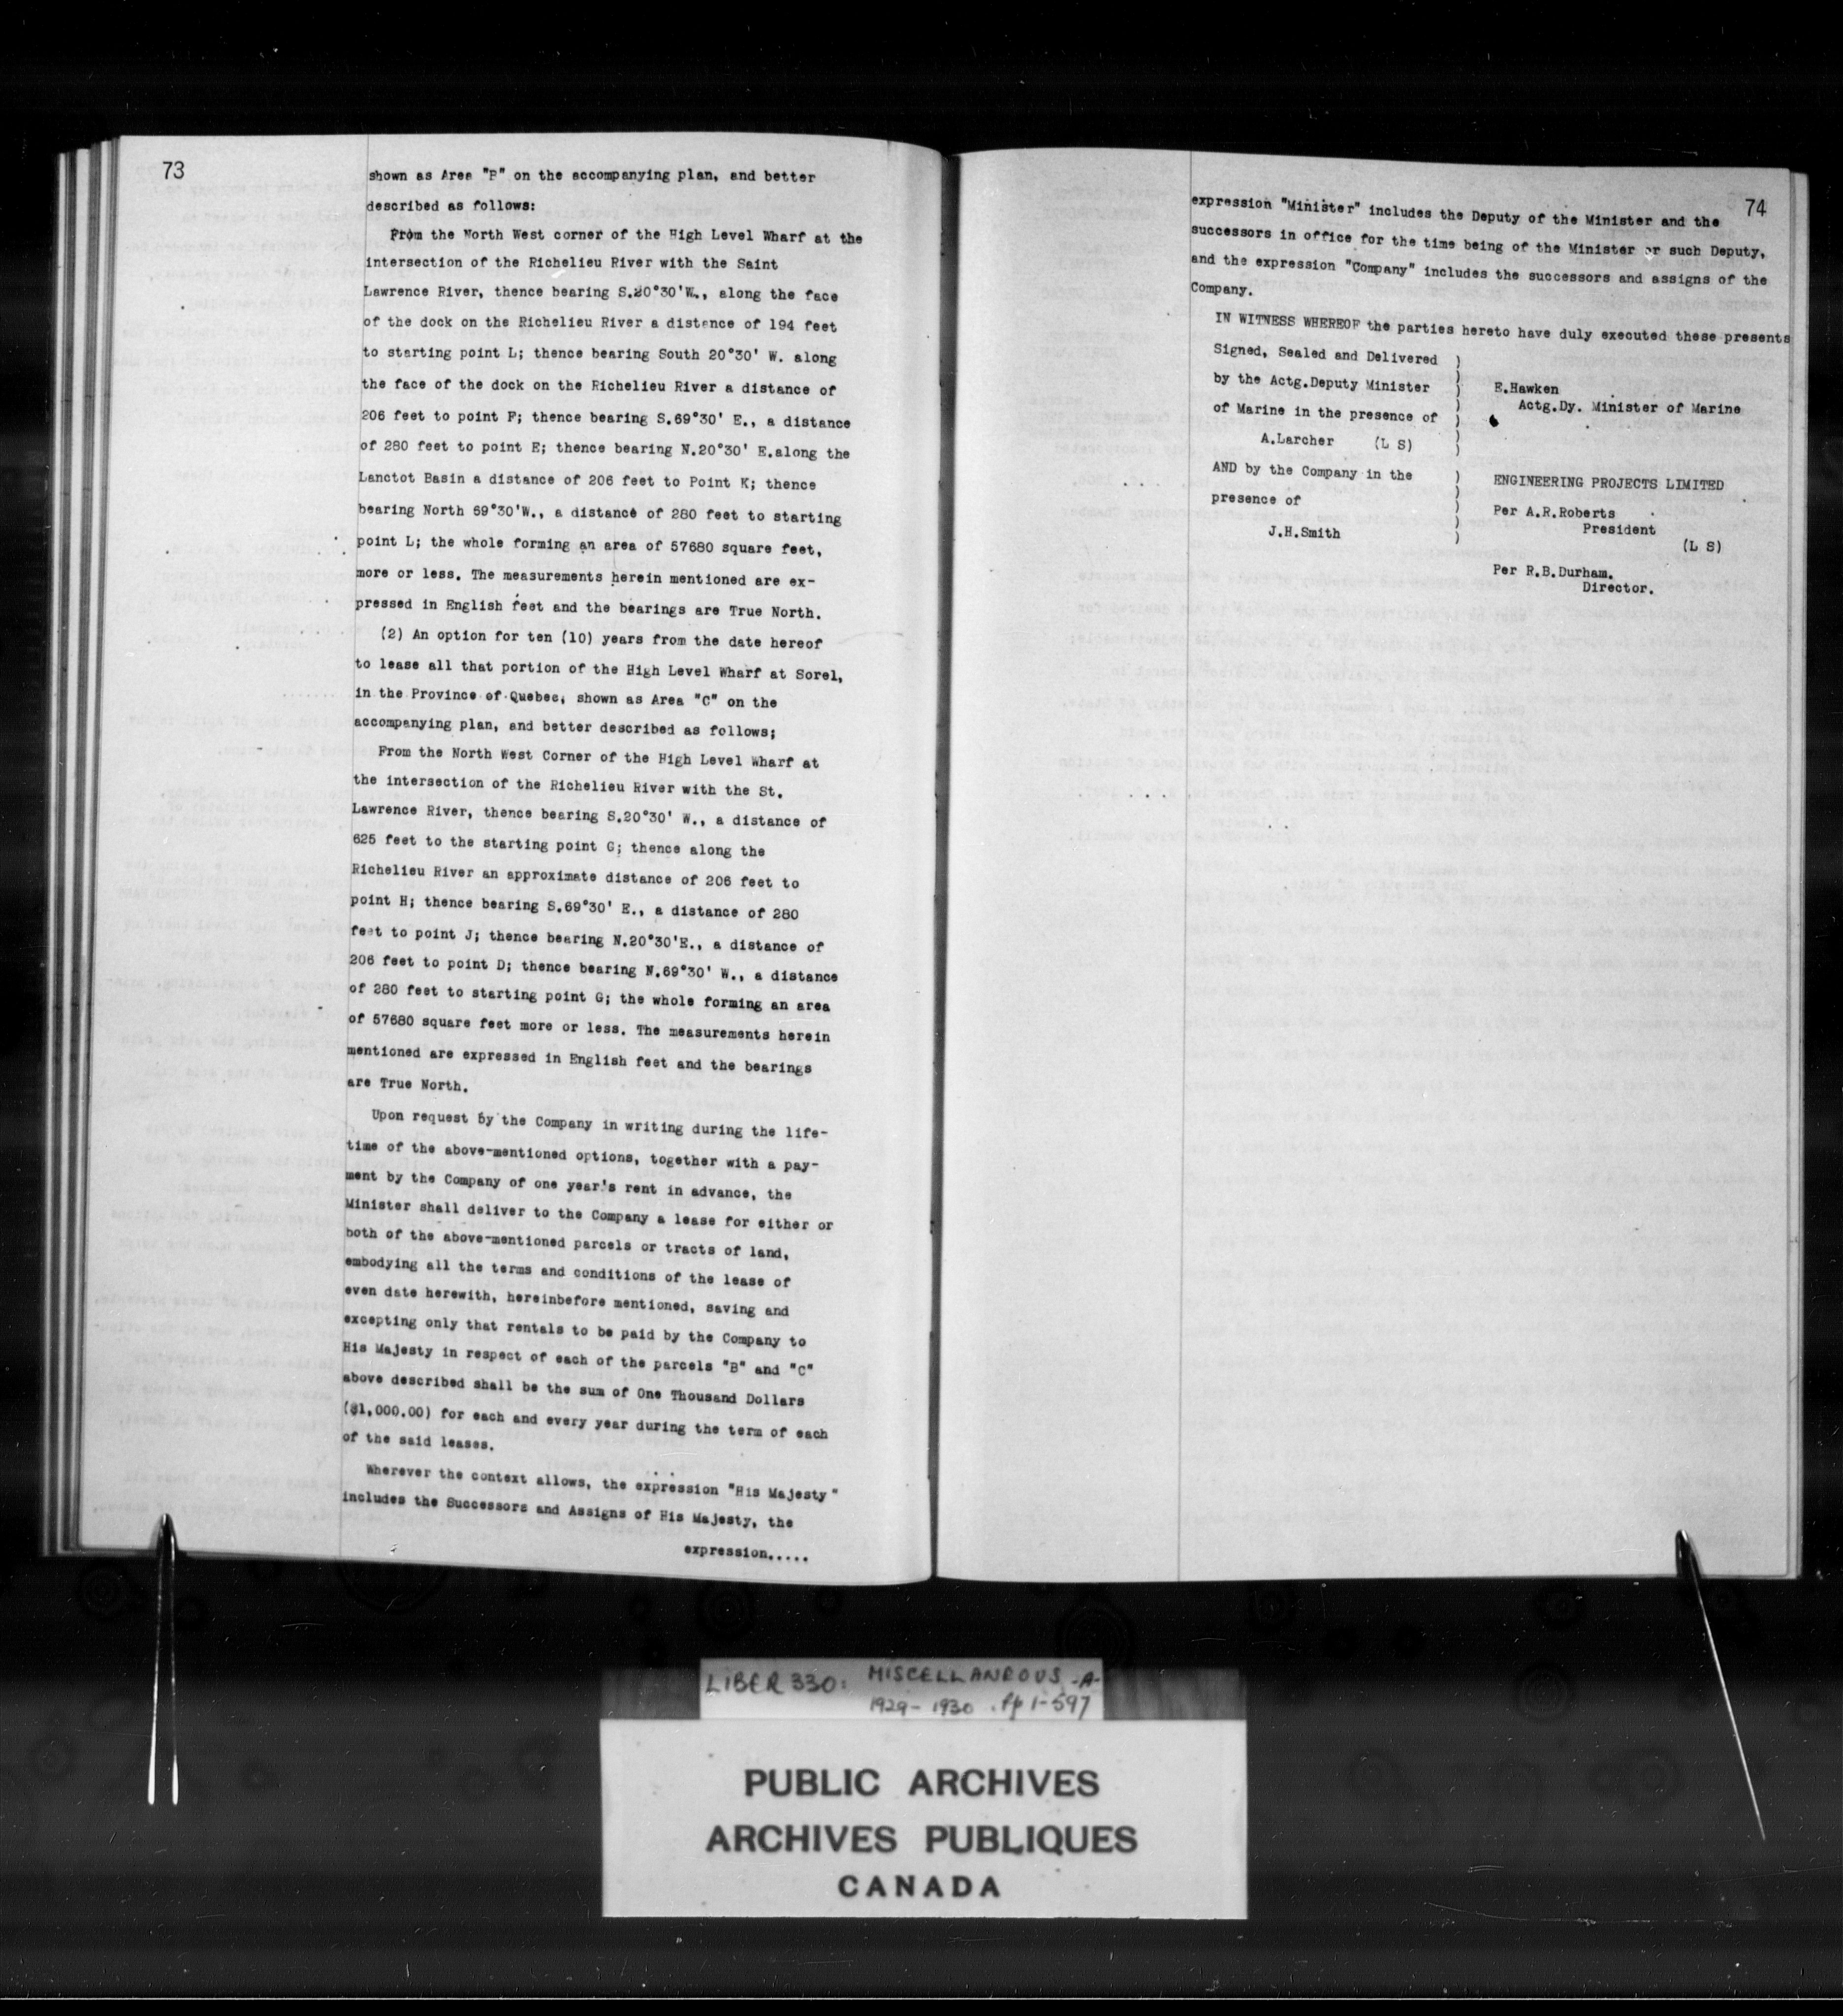 73
shown as Area "B" on the accompanying plan, and better
described as follows:
From the North West corner of the High Level Wharf at the
intersection of the Richelieu River with the Saint
Lawrence River, thence bearing S.20°30'W., along the face
of the dock on the Richelieu River a distance of 194 feet
to starting point L; thence bearing South 20°30' W. along
the face of the dock on the Richelieu River a distance of
206 feet to point F; thence bearing S.69°30' E., a distance
of 280 feet to point E; thence bearing N.20°30' E.along the
Lanctot Basin a distance of 206 feet to Point K; thence
bearing North 69°30'W., a distance of 280 feet to starting
point L; the whole forming an area of 57680 square feet,
more or less. The measurements herein mentioned are ex-
pressed in English feet and the bearings are True North.
(2) An option for ten (10) years from the date hereof
to lease all that portion of the High Level Wharf at Sorel,
in the Province of Quebec, shown as Area "C" on the
accompanying plan, and better described as follows;
From the North West Corner of the High Level Wharf at
the intersection of the Richelieu River with the St.
Lawrence River, thence bearing S.20°30' W., a distance of
625 feet to the starting point G; thence along the
Richelieu River an approximate distance of 206 feet to
point H; thence bearing S.69°30' E., a distance of 280
feet to point J; thence bearing N.20°30'E., a distance of
206 feet to point D; thence bearing N.69°30' W., a distance
of 280 feet to starting point G; the whole forming an area
of 57680 square feet more or less. The measurements herein
mentioned are expressed in English feet and the bearings
are True North.
Upon request by the Company in writing during the life-
time of the above-mentioned options, together with a pay-
ment by the Company of one year's rent in advance, the
Minister shall deliver to the Company a lease for either or
both of the above-mentioned parcels or tracts of land,
embodying all the terms and conditions of the lease of
even date herewith, hereinbefore mentioned, saving and
excepting only that rentals to be paid by the Company to
His Majesty in respect of each of the parcels "B" and "C"
above described shall be the sum of One Thousand Dollars
($1,000.00) for each and every year during the term of each
of the said leases.
Wherever the context allows, the expression "His Majesty"
includes the Successors and Assigns of His Majesty, the
expression.....
74
expression "Minister" includes the Deputy of the Minister and the
successors in office for the time being of the Minister or such Deputy,
and the expression "Company" includes the successors and assigns of the
Company.
IN WITNESS WHEREOF the parties hereto have duly executed these presents
Signed, Sealed and Delivered )
by the Actg.Deputy Minister ) E.Hawken
of Marine in the presence of ) Actg.Dy. Minister of Marine
A.Larcher (L S) )
AND by the Company in the ) ENGINEERING PROJECTS LIMITED
presence of ) Per A.R.Roberts
J.H.Smith ) President
(L S)
Per R.B.Durham.
Director.
LIBER 330: MISCELLANEOUS -A-
1929-1930 . pp 1-597
PUBLIC ARCHIVES
ARCHIVES PUBLIQUES
CANADA